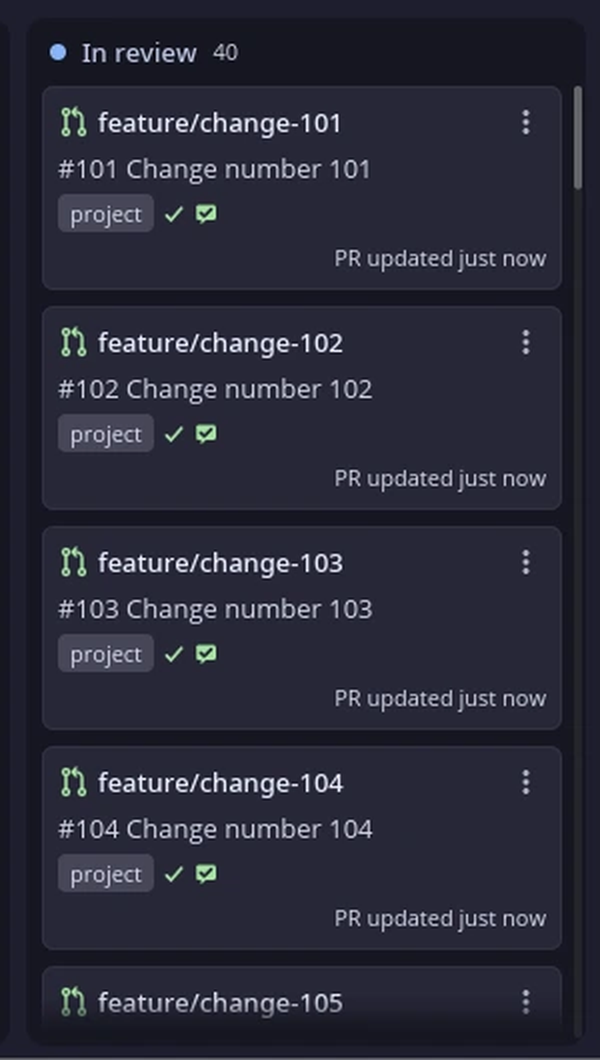 In review 40
feature/change-101
#101 Change number 101
project
PR updated just now
feature/change-102
#102 Change number 102
project
PR updated just now
feature/change-103
#103 Change number 103
project
PR updated just now
feature/change-104
#104 Change number 104
project
PR updated just now
feature/change-105